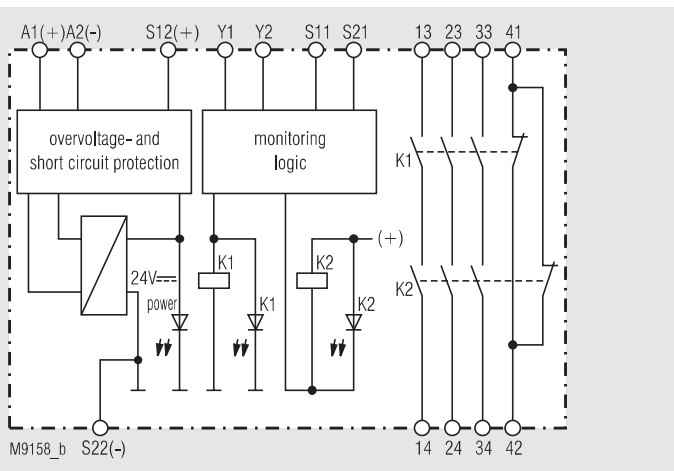 A1(+) A2(-) S12(+) Y1 Y2 S11 S21 13 23 33 41
overvoltage- and
short circuit protection
monitoring
logic
K1
(+)
K1
K2
24V
power
K1
K2
K2
M9158_b S22(-) 14 24 34 42